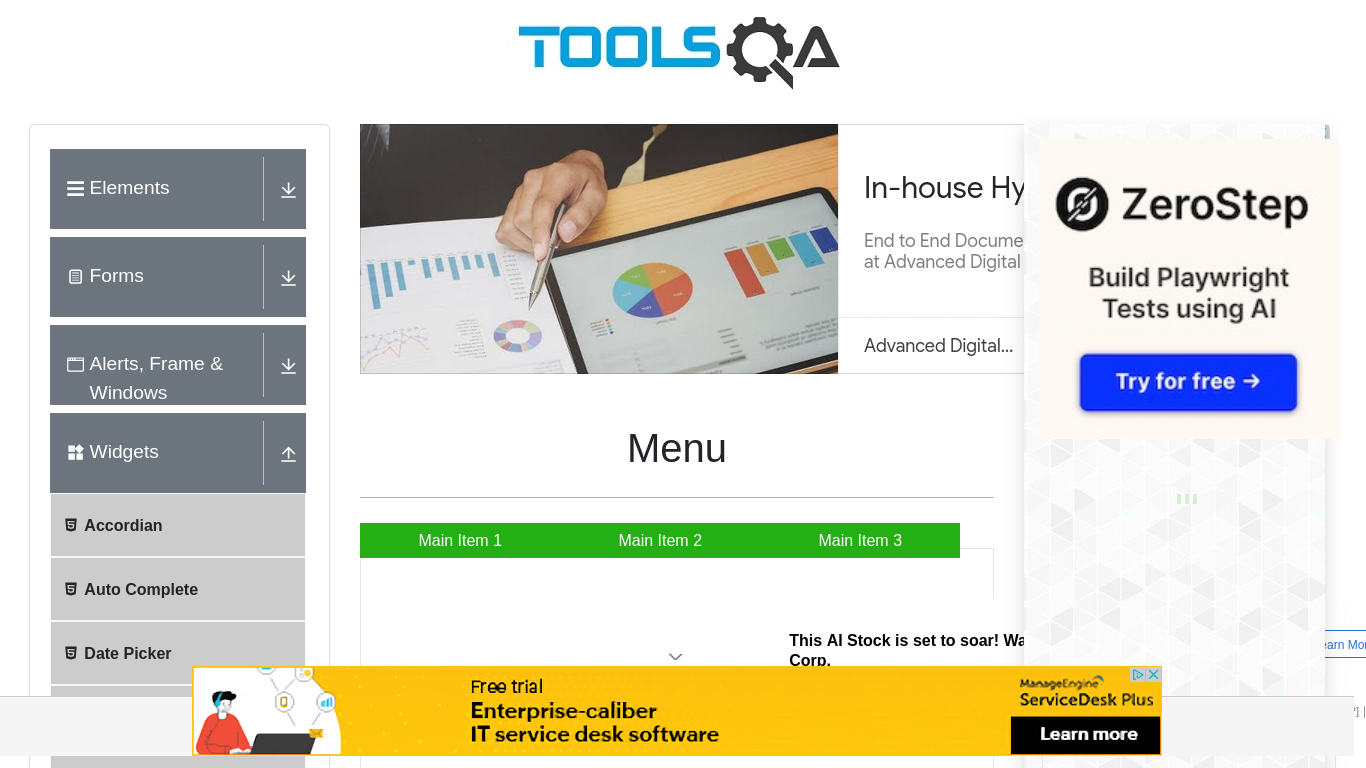 TOOLSQA
Elements
Forms
Alerts, Frame &
Windows
Widgets
Accordian
Auto Complete
Date Picker
In-house Hy
End to End Docume
at Advanced Digital
Advanced Digital...
ZeroStep
Build Playwright
Tests using AI
Try for free →
Menu
Main Item 1
Main Item 2
Main Item 3
This AI Stock is set to soar! Wa
Corp.
earn Mor
Free trial
Enterprise-caliber
IT service desk software
ManageEngine
ServiceDesk Plus
Learn more